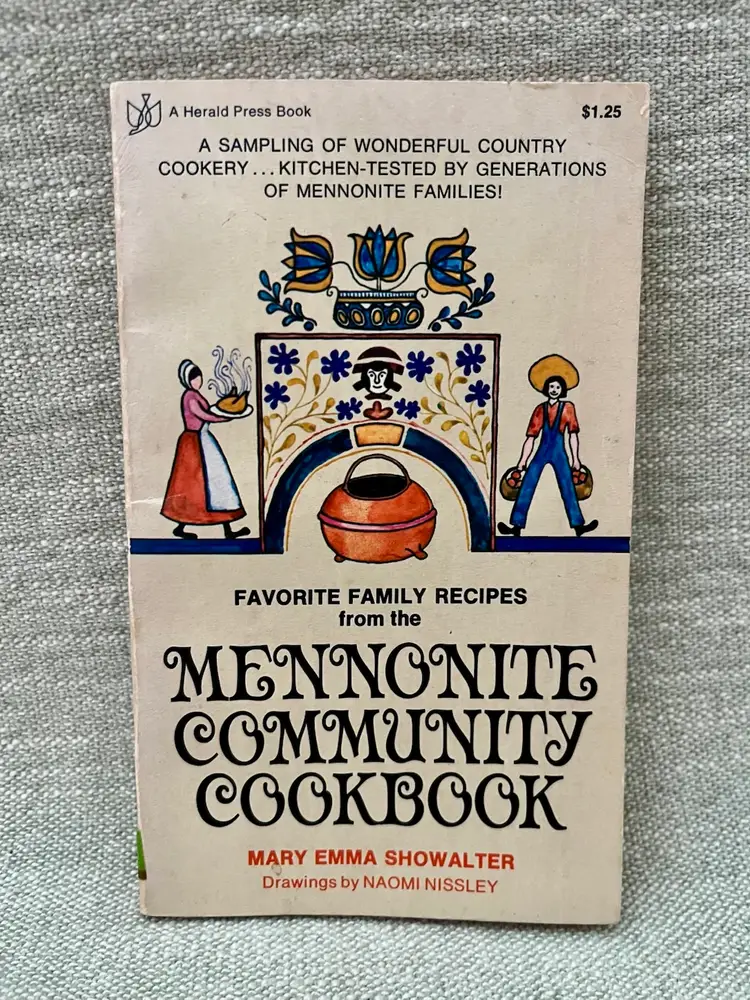 A Herald Press Book
$1.25
A SAMPLING OF WONDERFUL COUNTRY
COOKERY...KITCHEN-TESTED BY GENERATIONS
OF MENNONITE FAMILIES!
FAVORITE FAMILY RECIPES
from the
MENNONITE
COMMUNITY
COOKBOOK
MARY EMMA SHOWALTER
Drawings by NAOMI NISSLEY